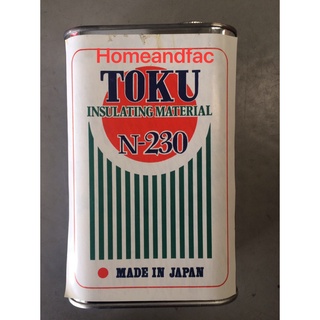 Homeandfac
TOKU
INSULATING MATERIAL
N-230
MADE IN JAPAN